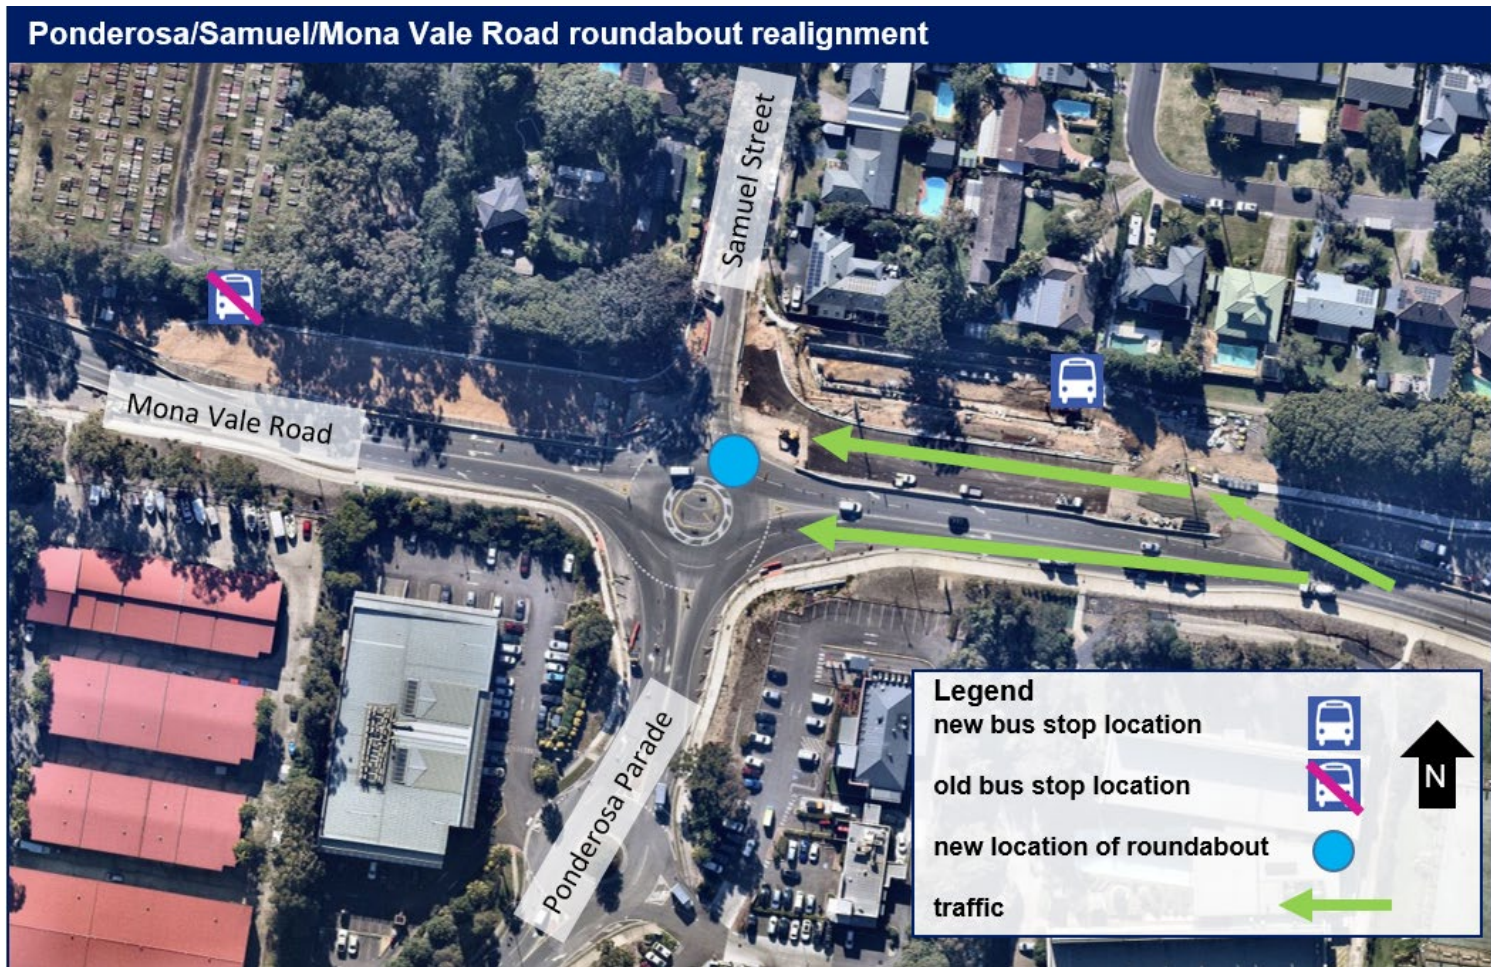 Ponderosa/Samuel/Mona Vale Road roundabout realignment
Samuel Street
Mona Vale Road
Ponderosa Parade
Legend
new bus stop location
old bus stop location
new location of roundabout
traffic
N